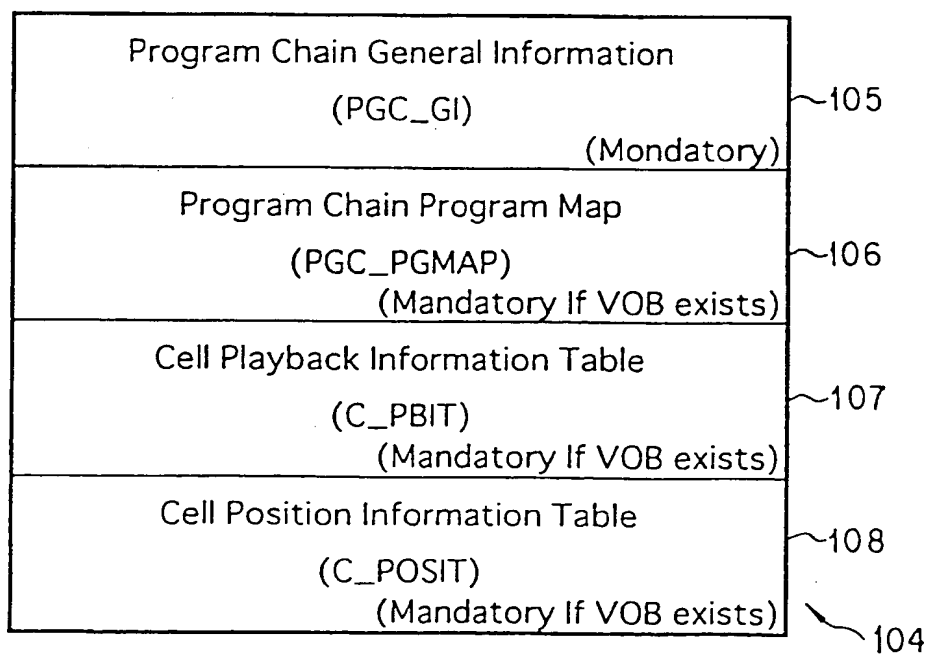 Program Chain General Information
(PGC_GI)
105
(Mondatory)
Program Chain Program Map
(PGC_PGMAP)
106
(Mandatory If VOB exists)
Cell Playback Information Table
(C_PBIT)
107
(Mandatory If VOB exists)
Cell Position Information Table
108
(C_POSIT)
(Mandatory If VOB exists)
104